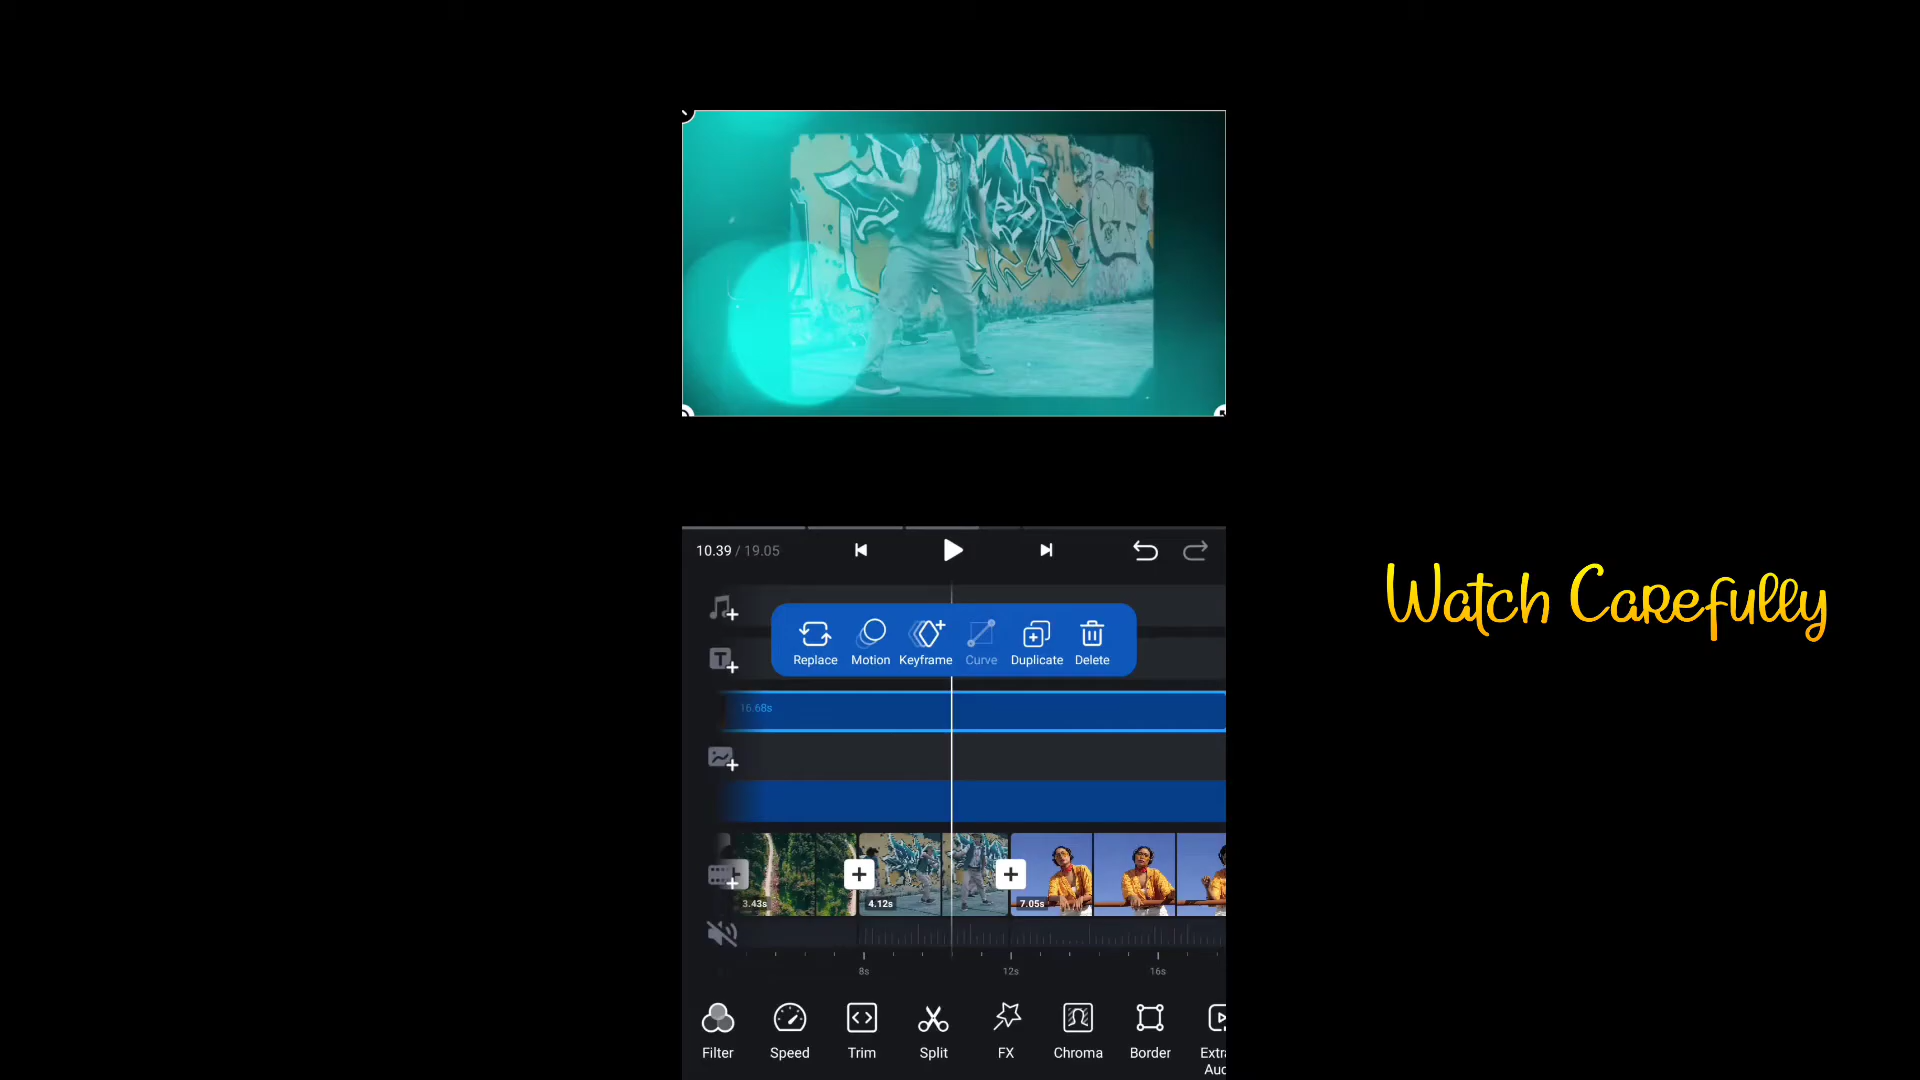 10.39 / 19.05
Replace Motion Keyframe Curve Duplicate Delete
16.68s
3.43s 4.12s 7.05s
8s 12s 16s
Filter Speed Trim Split FX Chroma Border
Watch Carefully